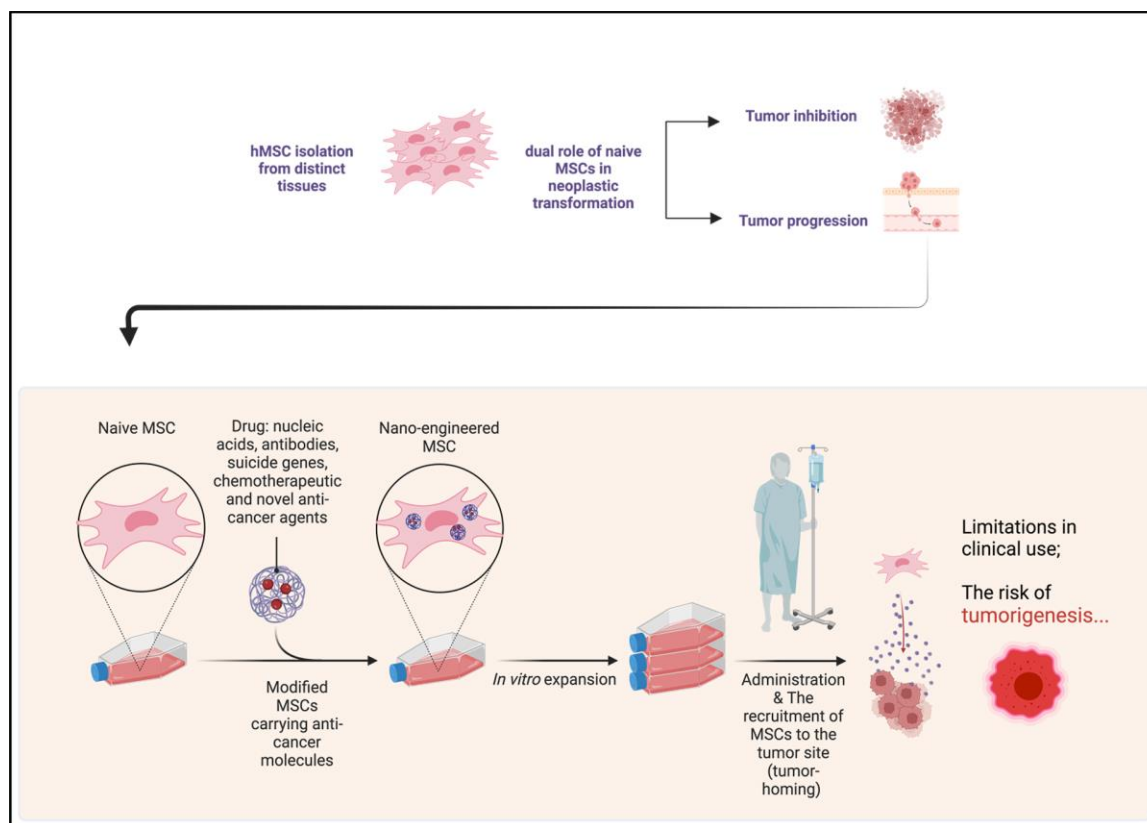 hMSC isolation
from distinct
tissues
dual role of naive
MSCs in
neoplastic
transformation
Tumor inhibition
Tumor progression
Naive MSC
Drug: nucleic
acids, antibodies,
suicide genes,
chemotherapeutic
and novel anti-
cancer agents
Nano-engineered
MSC
Modified
MSCs
carrying anti-
cancer
molecules
In vitro expansion
Administration
& The
recruitment of
MSCs to the
tumor site
(tumor-
homing)
Limitations in
clinical use;
The risk of
tumorigenesis...